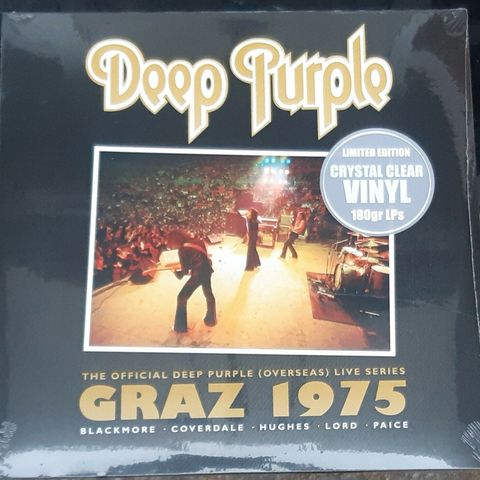 Deep Purple
LIMITED EDITION
CRYSTAL CLEAR
VINYL
180gr LPs
THE OFFICIAL DEEP PURPLE (OVERSEAS) LIVE SERIES
GRAZ 1975
BLACKMORE · COVERDALE · HUGHES · LORD · PAICE